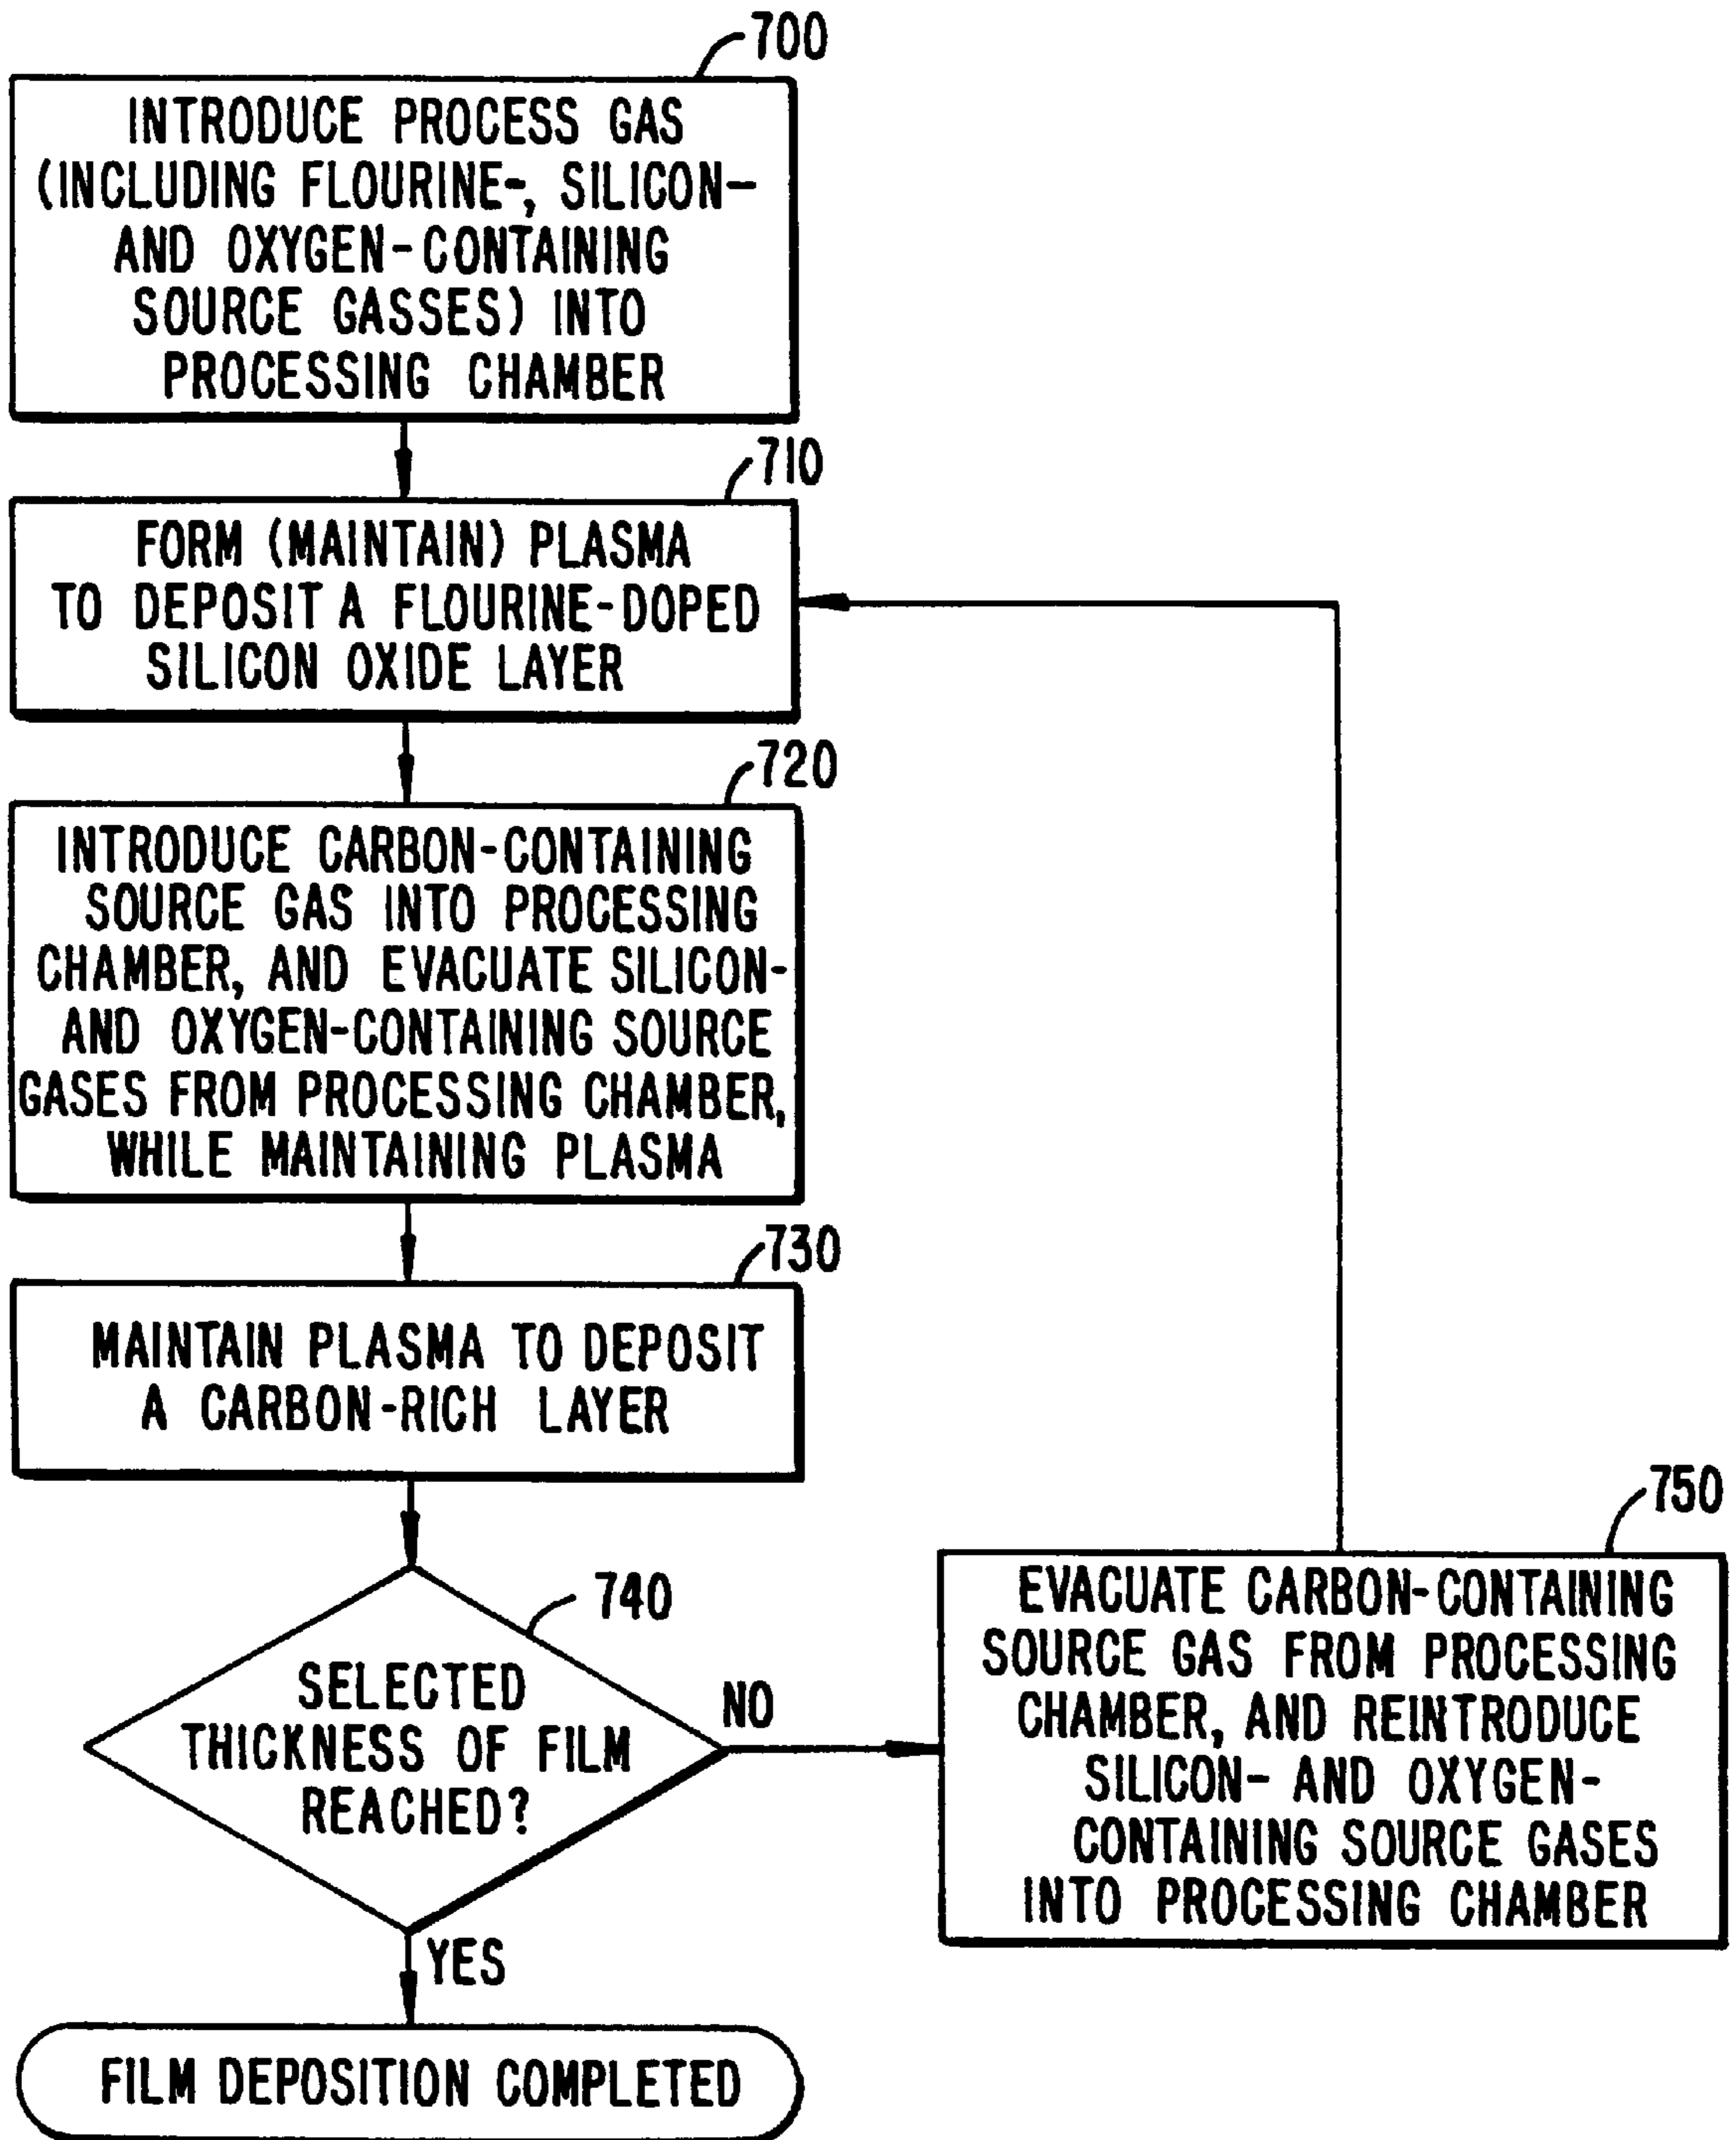 700
INTRODUCE PROCESS GAS
(INCLUDING FLOURINE-, SILICON-
AND OXYGEN-CONTAINING
SOURCE GASSES) INTO
PROCESSING CHAMBER
710
FORM (MAINTAIN) PLASMA
TO DEPOSIT A FLOURINE-DOPED
SILICON OXIDE LAYER
720
INTRODUCE CARBON-CONTAINING
SOURCE GAS INTO PROCESSING
CHAMBER, AND EVACUATE SILICON-
AND OXYGEN-CONTAINING SOURCE
GASES FROM PROCESSING CHAMBER,
WHILE MAINTAINING PLASMA
730
MAINTAIN PLASMA TO DEPOSIT
A CARBON-RICH LAYER
740
SELECTED
THICKNESS OF FILM
REACHED?
NO
750
EVACUATE CARBON-CONTAINING
SOURCE GAS FROM PROCESSING
CHAMBER, AND REINTRODUCE
SILICON- AND OXYGEN-
CONTAINING SOURCE GASES
INTO PROCESSING CHAMBER
YES
FILM DEPOSITION COMPLETED